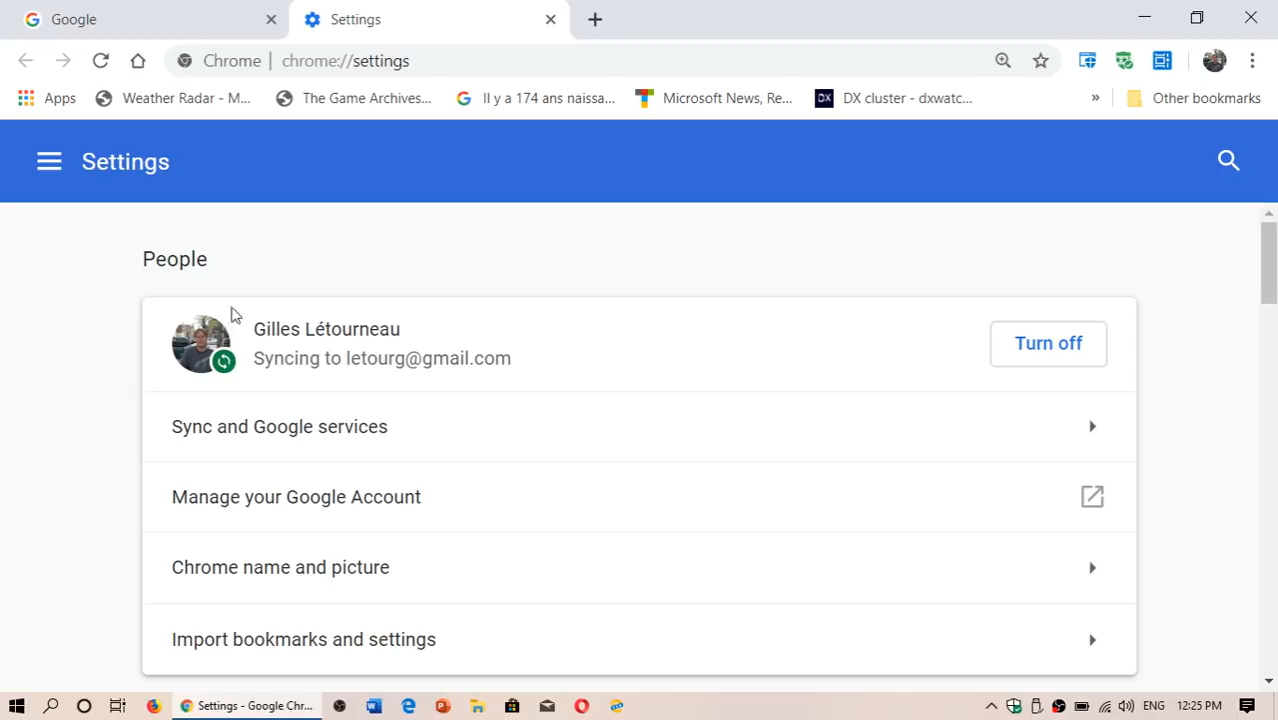 Google
Settings
Chrome | chrome://settings
Apps
Weather Radar - M...
The Game Archives...
Il y a 174 ans naissa...
Microsoft News, Re...
DX
DX cluster - dxwatc...
»
Other bookmarks
Settings
People
Gilles Létourneau
Syncing to letourg@gmail.com
Turn off
Sync and Google services
Manage your Google Account
Chrome name and picture
Import bookmarks and settings
Settings - Google Chr...
ENG
12:25 PM